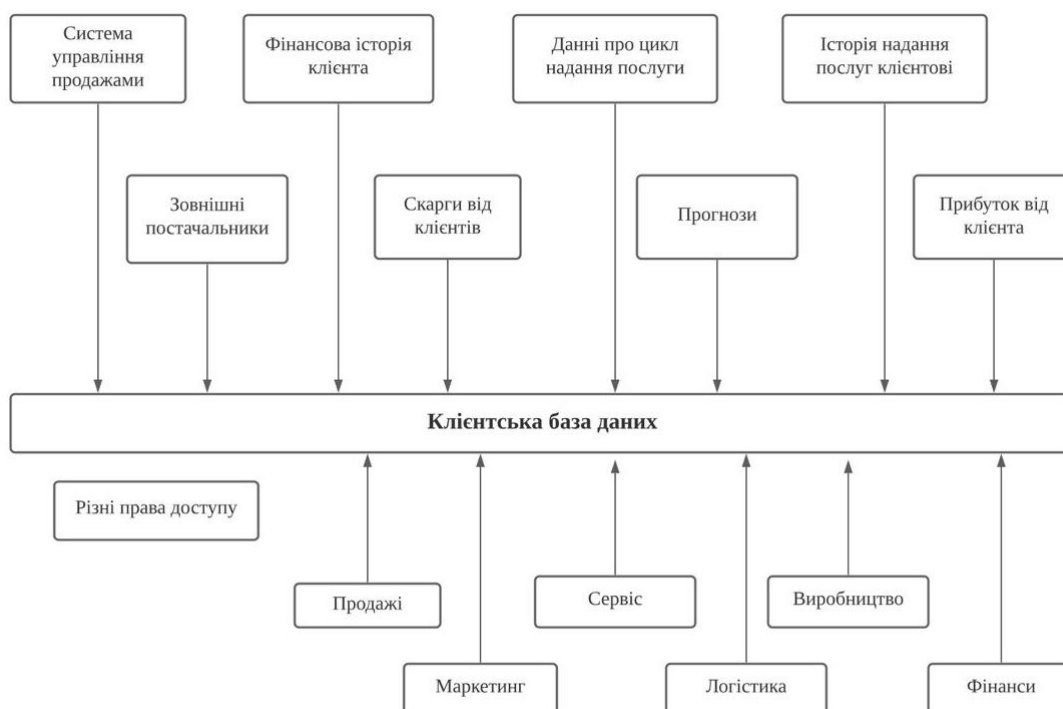 Система
управління
продажами
Фінансова історія
клієнта
Данні про цикл
надання послуги
Історія надання
послуг клієнтові
Зовнішні
постачальники
Скарги від
клієнтів
Прогнози
Прибуток від
клієнта
Клієнтська база даних
Різні права доступу
Продажі
Сервіс
Виробництво
Маркетинг
Логістика
Фінанси